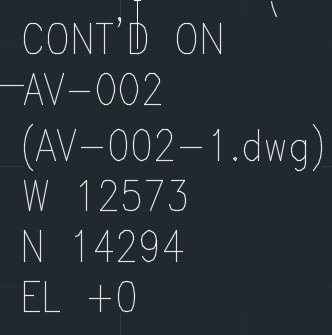 CONT'D ON
AV-002
(AV-002-1.dwg)
W 12573
N 14294
EL +0